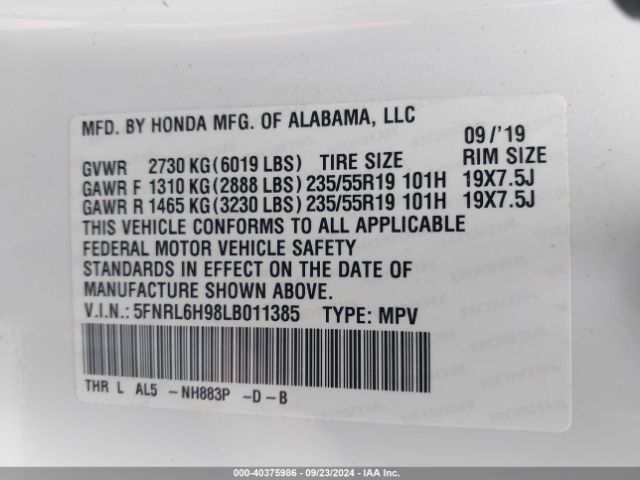 MFD. BY HONDA MFG. OF ALABAMA, LLC
09/'19
GVWR 2730 KG(6019 LBS) TIRE SIZE RIM SIZE
GAWR F 1310 KG(2888 LBS) 235/55R19 101H 19X7.5J
GAWR R 1465 KG(3230 LBS) 235/55R19 101H 19X7.5J
THIS VEHICLE CONFORMS TO ALL APPLICABLE
FEDERAL MOTOR VEHICLE SAFETY
STANDARDS IN EFFECT ON THE DATE OF
MANUFACTURE SHOWN ABOVE.
V.I.N.: 5FNRL6H98LB011385 TYPE: MPV
THR L AL5 -NH883P -D-B
000-40375986 - 09/23/2024 - IAA Inc.